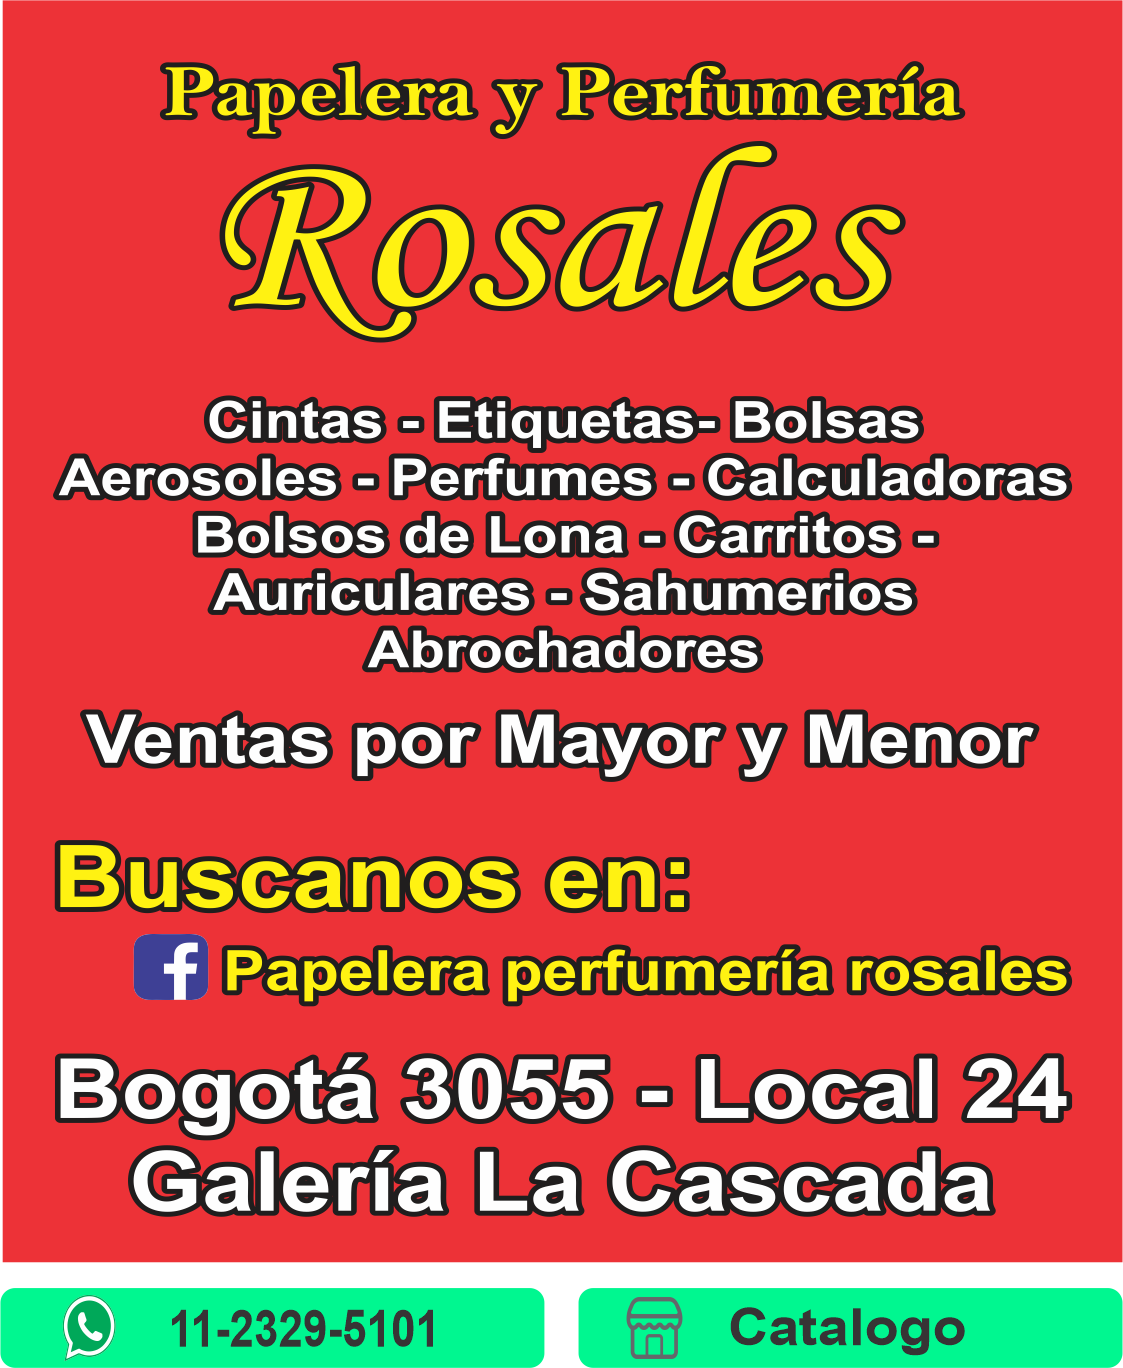 Papelera y Perfumería
Rosales
Cintas - Etiquetas- Bolsas
Aerosoles - Perfumes - Calculadoras
Bolsos de Lona - Carritos -
Auriculares - Sahumerios
Abrochadores
Ventas por Mayor y Menor
Buscanos en:
f Papelera perfumería rosales
Bogotá 3055 - Local 24
Galería La Cascada
11-2329-5101
Catalogo